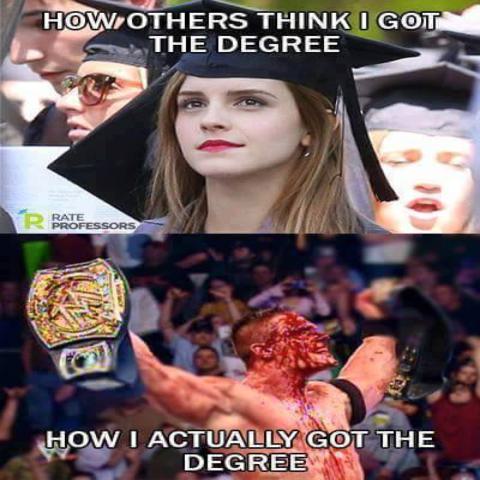 HOW OTHERS THINK I GOT
THE DEGREE
RATE
PROFESSORS
HOW I ACTUALLY GOT THE
DEGREE